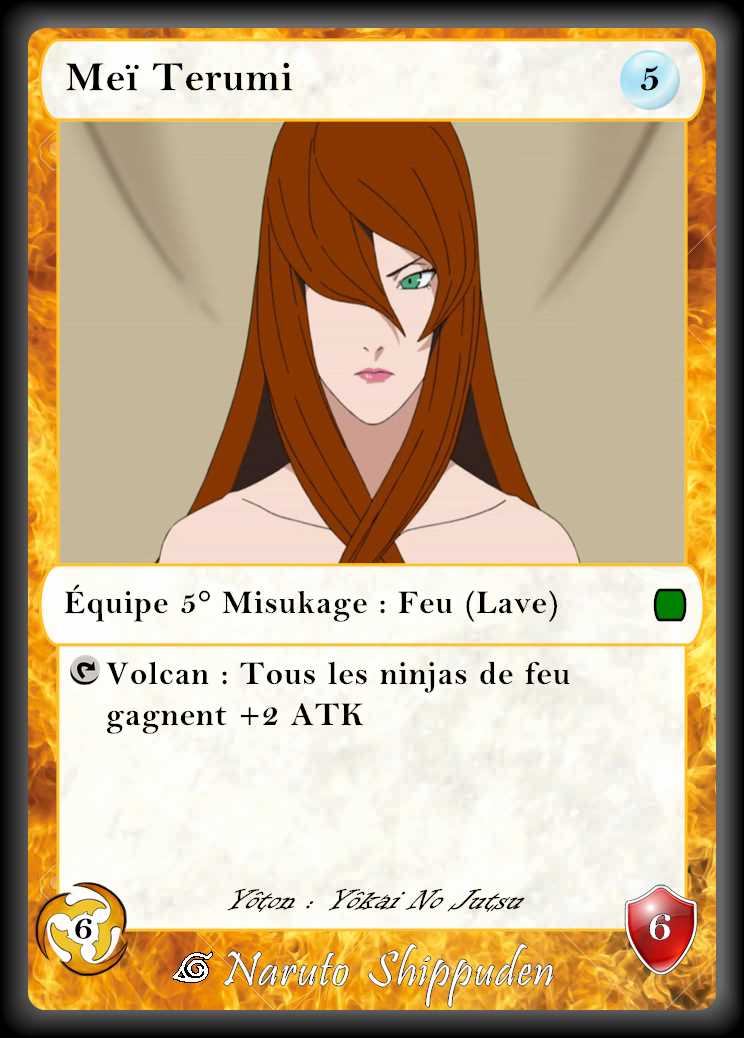 Meï Terumi 5
Équipe 5° Misukage : Feu (Lave)
Volcan : Tous les ninjas de feu
gagnent +2 ATK
Yôton : Yôkai No Jutsu
6 6
Naruto Shippuden